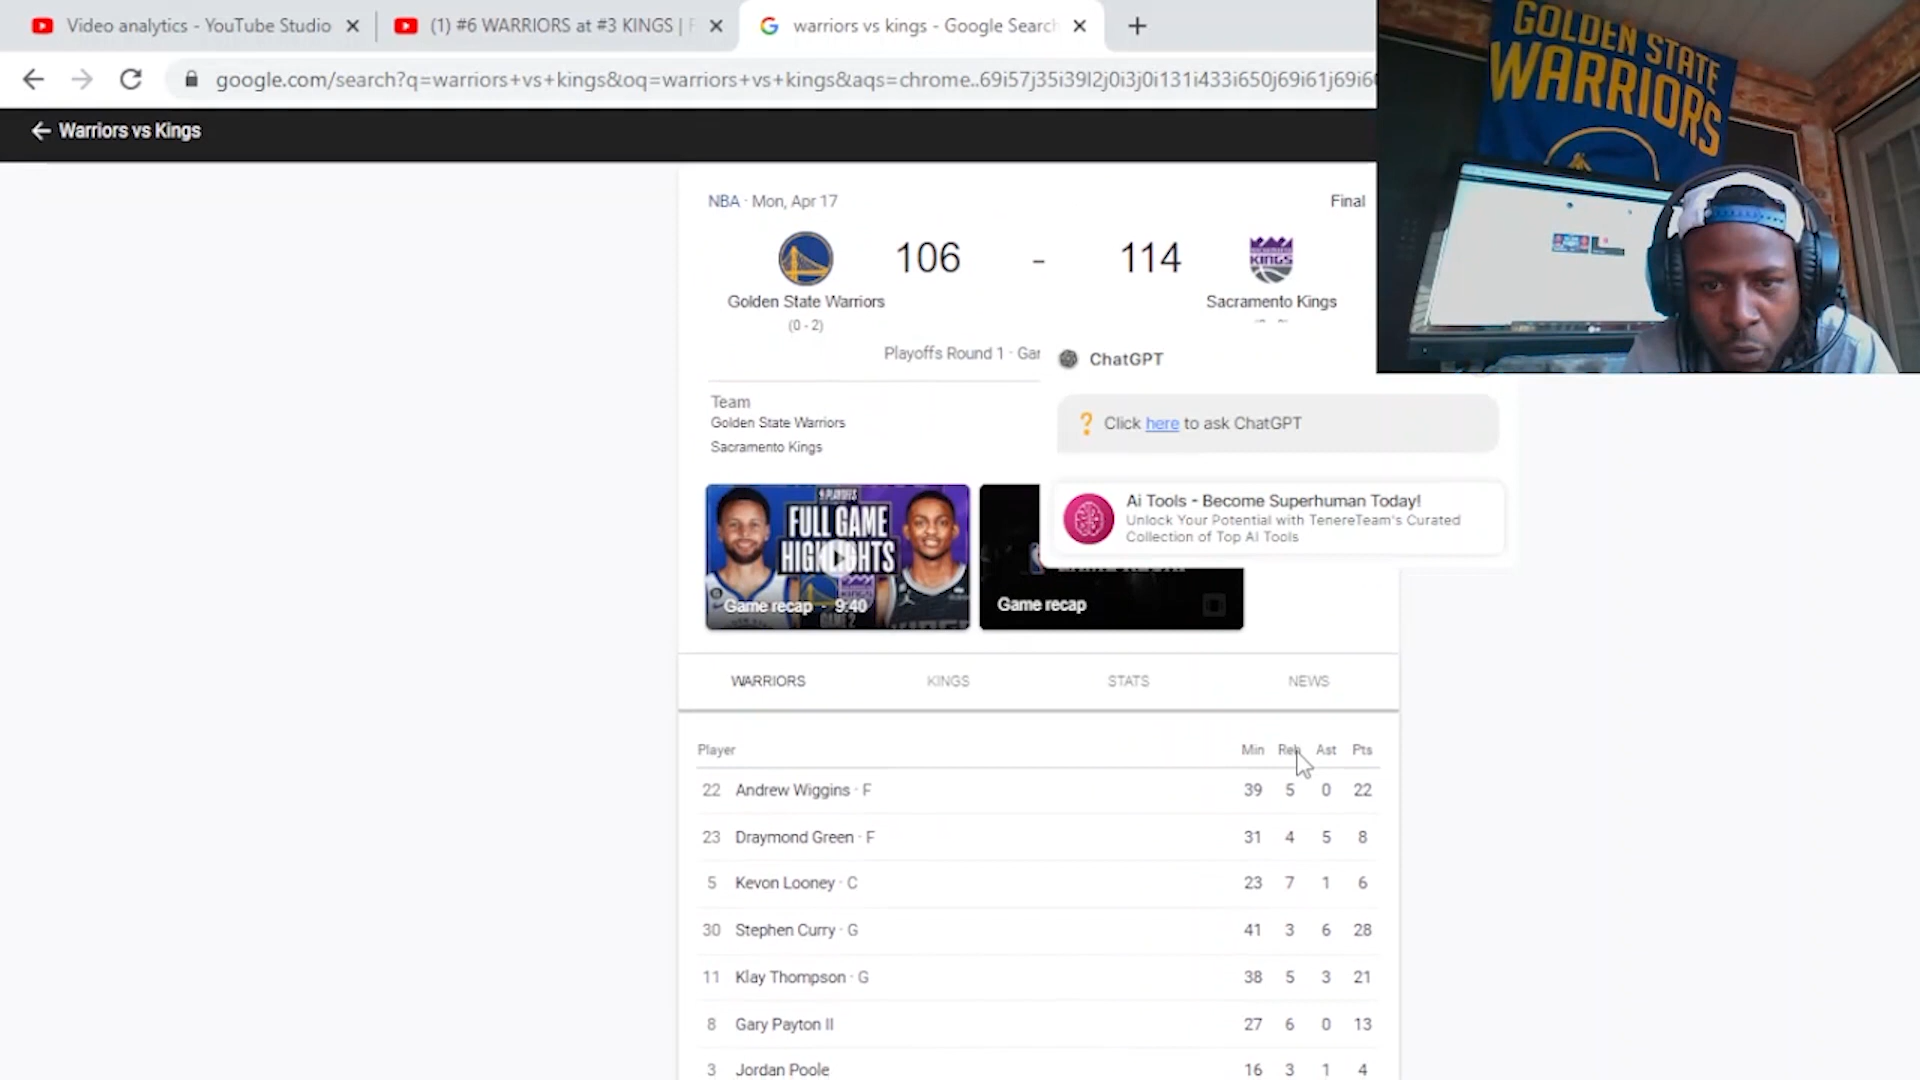 Video analytics - YouTube Studio
(1) #6 WARRIORS at #3 KINGS |
warriors vs kings - Google Search
google.com/search?q=warriors+vs+kings&oq=warriors+vs+kings&aqs=chrome..69i57j35i39l2j0i3j0i131i433i650j69i61j69i6
GOLDEN STATE
WARRIORS
Warriors vs Kings
NBA · Mon, Apr 17
Final
106 - 114
KINGS
Golden State Warriors
Sacramento Kings
(0 - 2)
Playoffs Round 1 ·
ChatGPT
Team
Golden State Warriors
Sacramento Kings
? Click here to ask ChatGPT
Ai Tools - Become Superhuman Today!
Unlock Your Potential with TenereTeam's Curated
Collection of Top AI Tools
PLAYOFFS
FULL GAME
HIGHLIGHTS
KINGS
GAME 2
Game recap · 9:40
Game recap
WARRIORS KINGS STATS NEWS
Player Min Reb Ast Pts
22 Andrew Wiggins · F 39 5 0 22
23 Draymond Green · F 31 4 5 8
5 Kevon Looney · C 23 7 1 6
30 Stephen Curry · G 41 3 6 28
11 Klay Thompson · G 38 5 3 21
8 Gary Payton II 27 6 0 13
3 Jordan Poole 16 3 1 4